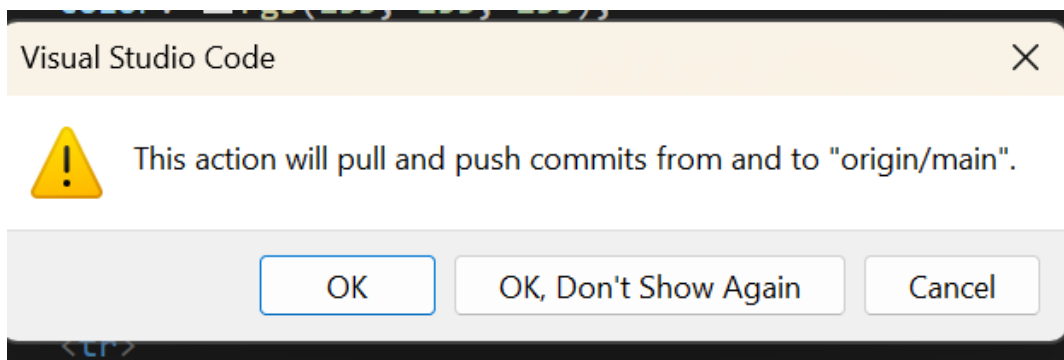 Visual Studio Code
This action will pull and push commits from and to "origin/main".
OK
OK, Don't Show Again
Cancel
<tr>